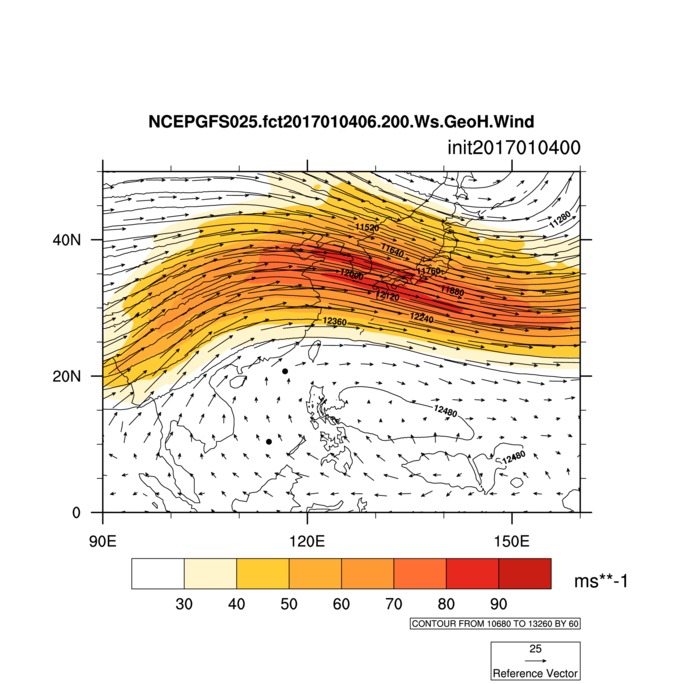 NCEPGFS025.fct2017010406.200.Ws.GeoH.Wind
init2017010400
11280
11520
40N
11640
11760
12000
11880
12120
12240
12360
20N
12480
12480
0
90E 120E 150E
ms**-1
30 40 50 60 70 80 90
CONTOUR FROM 10680 TO 13260 BY 60
25
Reference Vector